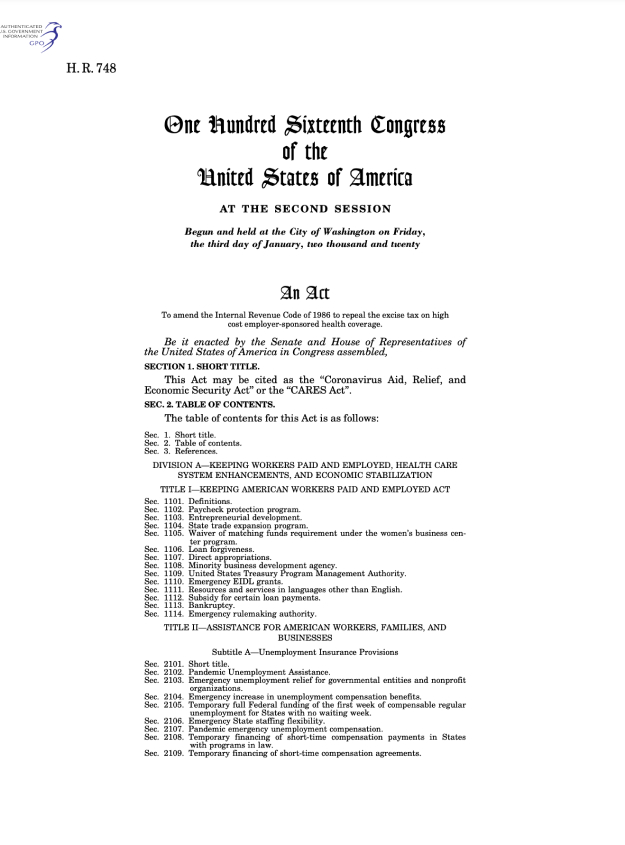 AUTHENTICATED
U.S. GOVERNMENT
INFORMATION
GPO
H. R. 748
One Hundred Sixteenth Congress
of the
United States of America
AT THE SECOND SESSION
Begun and held at the City of Washington on Friday,
the third day of January, two thousand and twenty
An Act
To amend the Internal Revenue Code of 1986 to repeal the excise tax on high
cost employer-sponsored health coverage.
Be it enacted by the Senate and House of Representatives of
the United States of America in Congress assembled,
SECTION 1. SHORT TITLE.
This Act may be cited as the “Coronavirus Aid, Relief, and
Economic Security Act” or the “CARES Act”.
SEC. 2. TABLE OF CONTENTS.
The table of contents for this Act is as follows:
Sec. 1. Short title.
Sec. 2. Table of contents.
Sec. 3. References.
DIVISION A—KEEPING WORKERS PAID AND EMPLOYED, HEALTH CARE
SYSTEM ENHANCEMENTS, AND ECONOMIC STABILIZATION
TITLE I—KEEPING AMERICAN WORKERS PAID AND EMPLOYED ACT
Sec. 1101. Definitions.
Sec. 1102. Paycheck protection program.
Sec. 1103. Entrepreneurial development.
Sec. 1104. State trade expansion program.
Sec. 1105. Waiver of matching funds requirement under the women’s business cen-
ter program.
Sec. 1106. Loan forgiveness.
Sec. 1107. Direct appropriations.
Sec. 1108. Minority business development agency.
Sec. 1109. United States Treasury Program Management Authority.
Sec. 1110. Emergency EIDL grants.
Sec. 1111. Resources and services in languages other than English.
Sec. 1112. Subsidy for certain loan payments.
Sec. 1113. Bankruptcy.
Sec. 1114. Emergency rulemaking authority.
TITLE II—ASSISTANCE FOR AMERICAN WORKERS, FAMILIES, AND
BUSINESSES
Subtitle A—Unemployment Insurance Provisions
Sec. 2101. Short title.
Sec. 2102. Pandemic Unemployment Assistance.
Sec. 2103. Emergency unemployment relief for governmental entities and nonprofit
organizations.
Sec. 2104. Emergency increase in unemployment compensation benefits.
Sec. 2105. Temporary full Federal funding of the first week of compensable regular
unemployment for States with no waiting week.
Sec. 2106. Emergency State staffing flexibility.
Sec. 2107. Pandemic emergency unemployment compensation.
Sec. 2108. Temporary financing of short-time compensation payments in States
with programs in law.
Sec. 2109. Temporary financing of short-time compensation agreements.